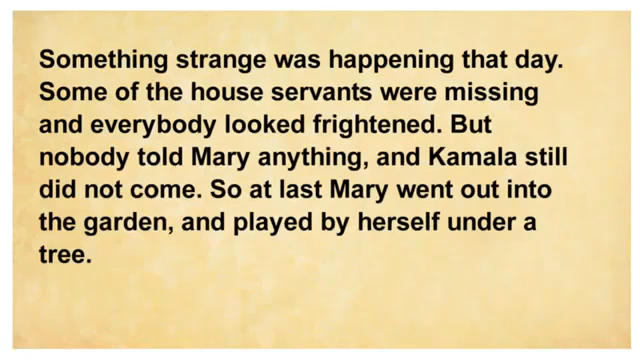 Something strange was happening that day.
Some of the house servants were missing
and everybody looked frightened. But
nobody told Mary anything, and Kamala still
did not come. So at last Mary went out into
the garden, and played by herself under a
tree.